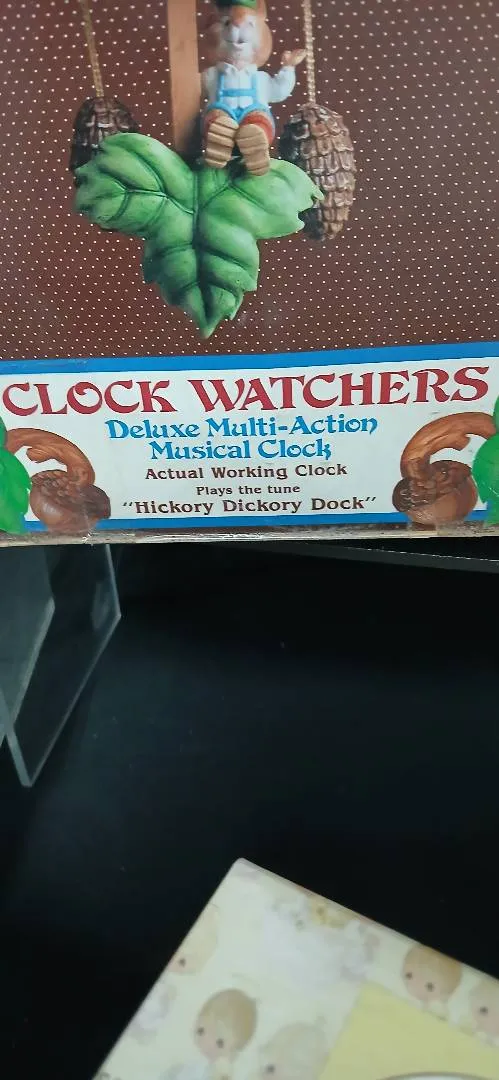 CLOCK WATCHERS
Deluxe Multi-Action
Musical Clock
Actual Working Clock
Plays the tune
"Hickory Dickory Dock"